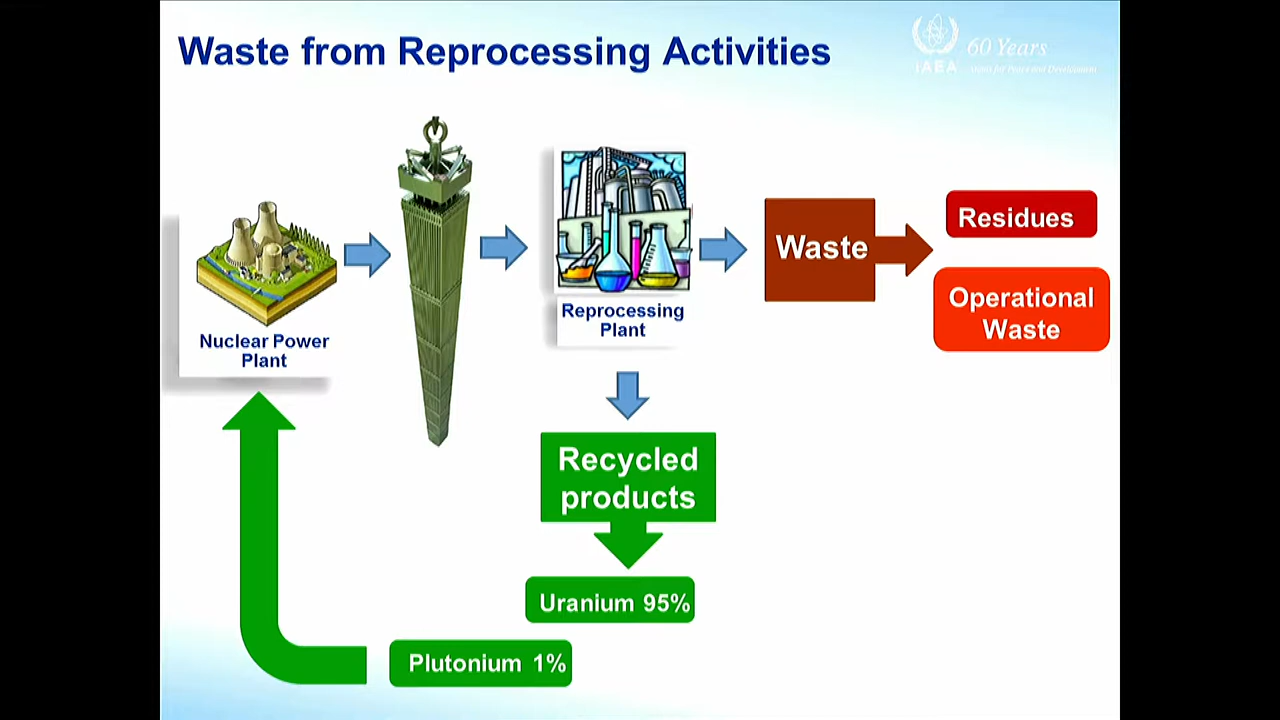 Waste from Reprocessing Activities
60 Years
IAEA
Nuclear Power
Plant
Reprocessing
Plant
Waste
Residues
Operational
Waste
Recycled
products
Uranium 95%
Plutonium 1%